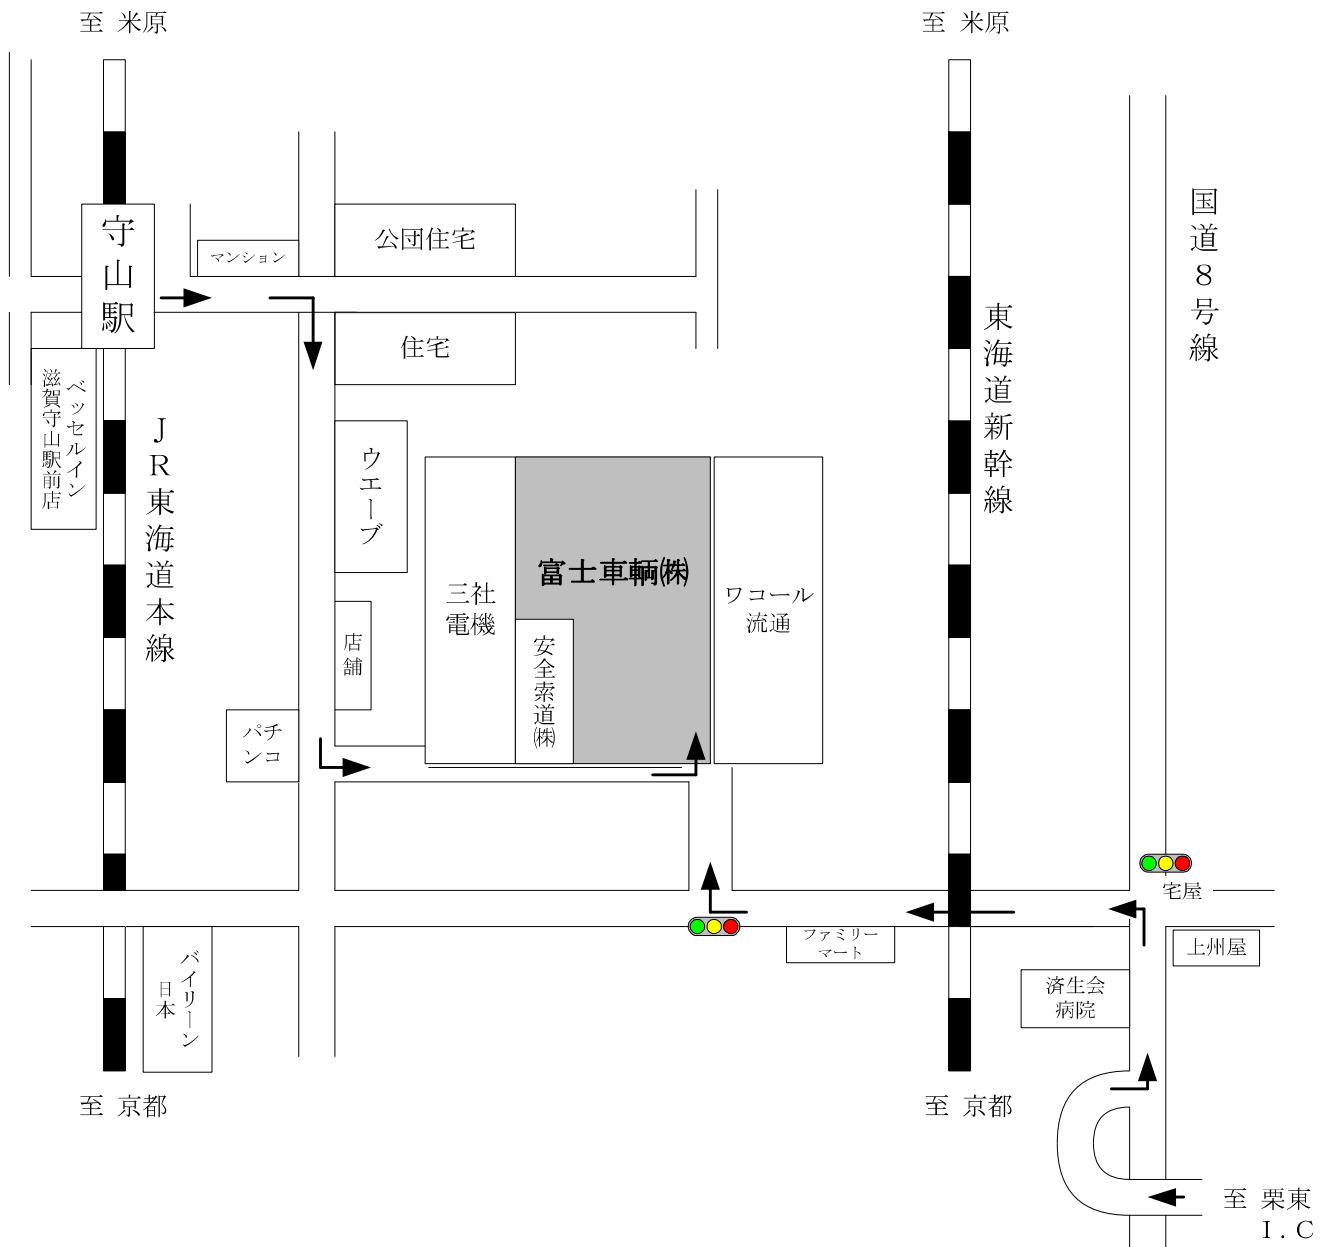 至 米原
至 米原
国道８号線
守山駅
マンション
公団住宅
住宅
東海道新幹線
ベッセルイン
滋賀守山駅前店
ＪＲ東海道本線
ウエーブ
富士車輌㈱
三社
電機
ワコール
流通
店舗
安全索道㈱
パチ
ンコ
宅屋
ファミリー
マート
上州屋
バイリーン
日本
済生会
病院
至 京都
至 京都
至 栗東
Ｉ.Ｃ